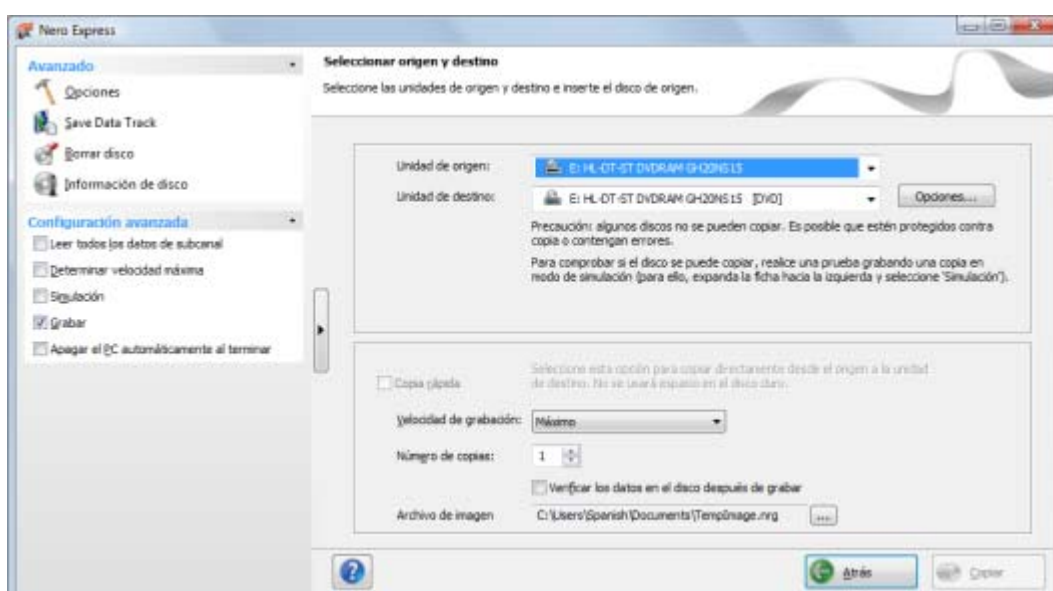 Nero Express
Avanzado
Opciones
Save Data Track
Borrar disco
Información de disco
Configuración avanzada
Leer todos los datos de subcanal
Determinar velocidad máxima
Simulación
Grabar
Apagar el PC automáticamente al terminar
Seleccionar origen y destino
Seleccione las unidades de origen y destino e inserte el disco de origen.
Unidad de origen: E: HL-DT-ST DVDRAM GH20NS15
Unidad de destino: E: HL-DT-ST DVDRAM GH20NS15 [DVD] Opciones...
Precaución: algunos discos no se pueden copiar. Es posible que estén protegidos contra
copia o contengan errores.
Para comprobar si el disco se puede copiar, realice una prueba grabando una copia en
modo de simulación (para ello, expanda la ficha hacia la izquierda y seleccione 'Simulación').
Copia rápida
Seleccione esta opción para copiar directamente desde el origen a la unidad
de destino. No se usará espacio en el disco duro.
Velocidad de grabación: Máximo
Número de copias: 1
Verificar los datos en el disco después de grabar
Archivo de imagen C:\Users\Spanish\Documents\TempImage.nrg ...
Atrás Copiar